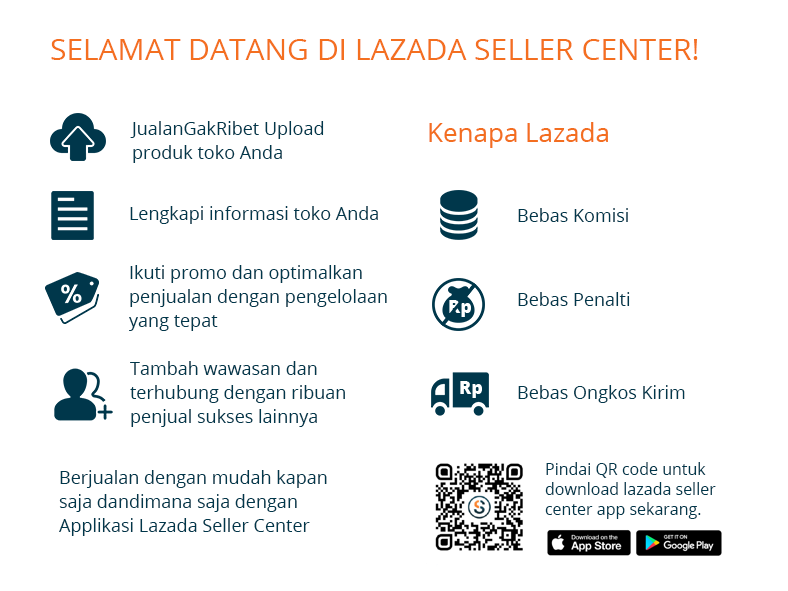 SELAMAT DATANG DI LAZADA SELLER CENTER!
JualanGakRibet Upload
produk toko Anda
Lengkapi informasi toko Anda
%
Ikuti promo dan optimalkan
penjualan dengan pengelolaan
yang tepat
Tambah wawasan dan
terhubung dengan ribuan
penjual sukses lainnya
Berjualan dengan mudah kapan
saja dandimana saja dengan
Applikasi Lazada Seller Center
Kenapa Lazada
Bebas Komisi
Rp
Bebas Penalti
Rp
Bebas Ongkos Kirim
S
Pindai QR code untuk
download lazada seller
center app sekarang.
Download on the
App Store
GET IT ON
Google Play